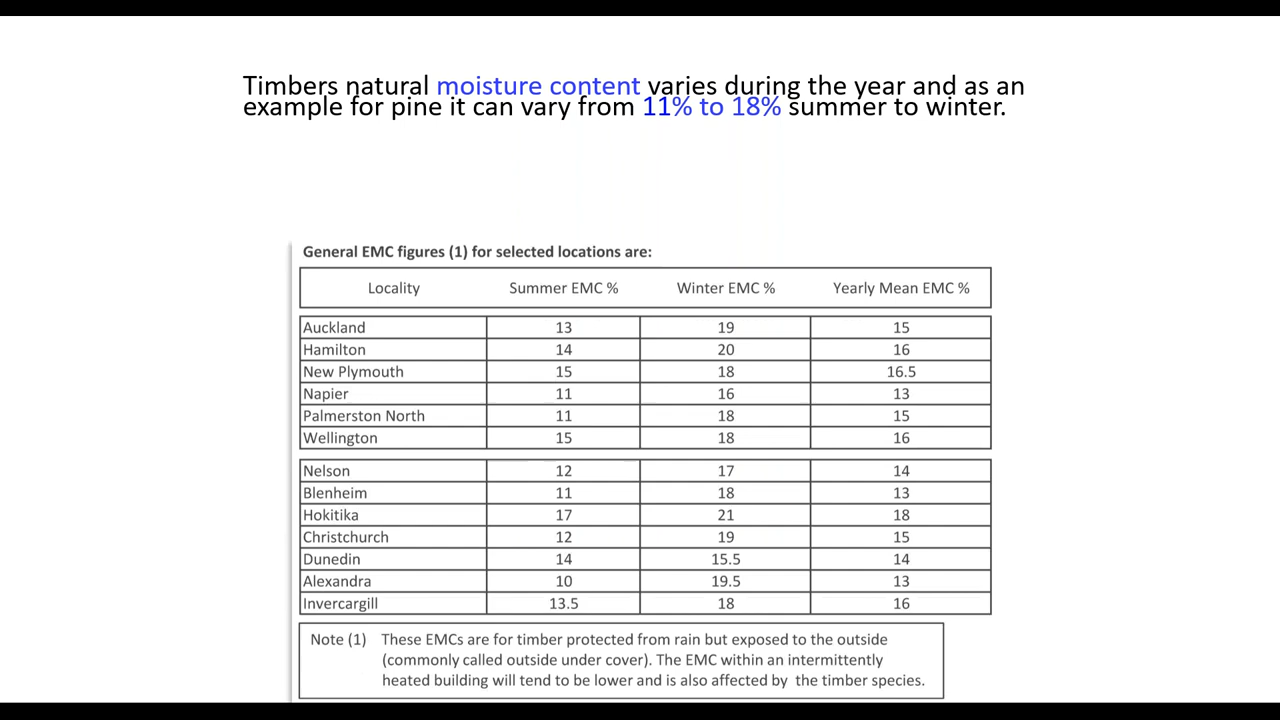 Timbers natural moisture content varies during the year and as an
example for pine it can vary from 11% to 18% summer to winter.
General EMC figures (1) for selected locations are:
Locality Summer EMC % Winter EMC % Yearly Mean EMC %
Auckland 13 19 15
Hamilton 14 20 16
New Plymouth 15 18 16.5
Napier 11 16 13
Palmerston North 11 18 15
Wellington 15 18 16
Nelson 12 17 14
Blenheim 11 18 13
Hokitika 17 21 18
Christchurch 12 19 15
Dunedin 14 15.5 14
Alexandra 10 19.5 13
Invercargill 13.5 18 16
Note (1) These EMCs are for timber protected from rain but exposed to the outside
(commonly called outside under cover). The EMC within an intermittently
heated building will tend to be lower and is also affected by the timber species.